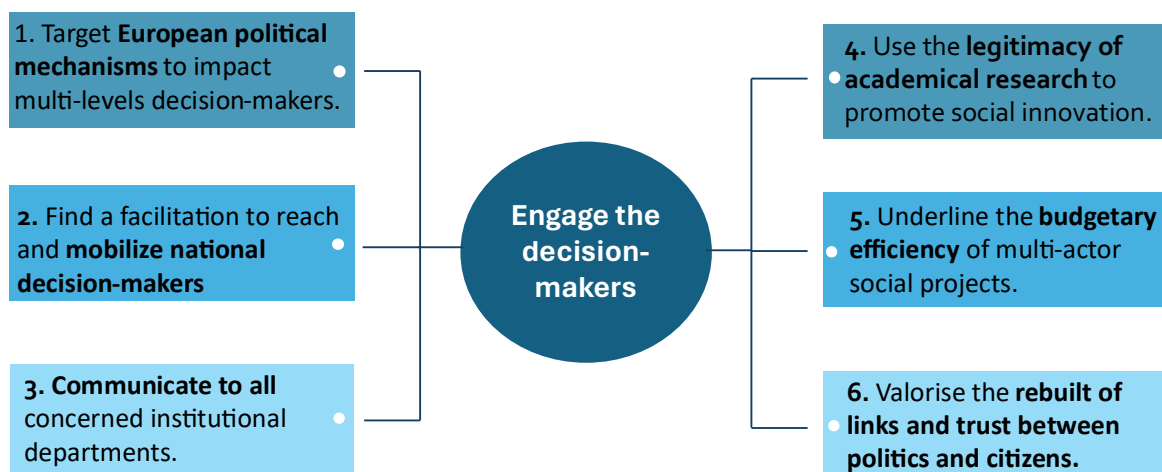 1. Target European political
mechanisms to impact
multi-levels decision-makers.
2. Find a facilitation to reach
and mobilize national
decision-makers
3. Communicate to all
concerned institutional
departments.
Engage the
decision-
makers
4. Use the legitimacy of
academical research to
promote social innovation.
5. Underline the budgetary
efficiency of multi-actor
social projects.
6. Valorise the rebuilt of
links and trust between
politics and citizens.